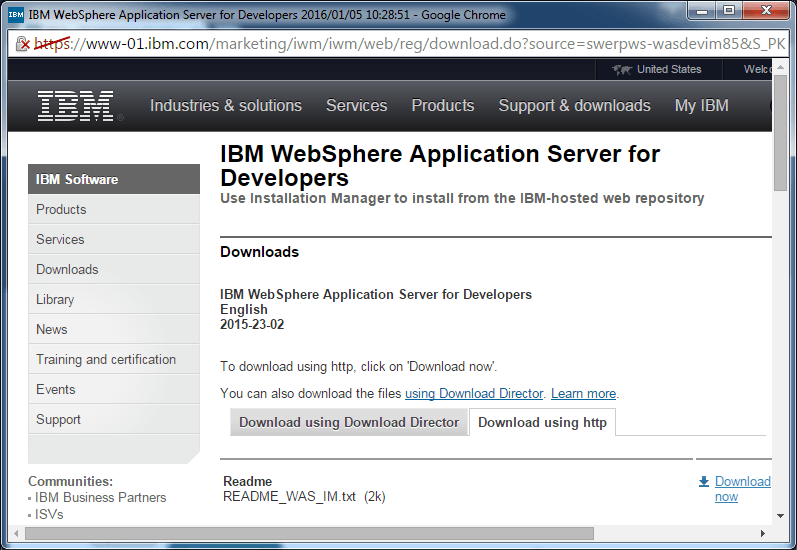 IBM WebSphere Application Server for Developers 2016/01/05 10:28:51 - Google Chrome
https://www-01.ibm.com/marketing/iwm/iwm/web/reg/download.do?source=swerpws-wasdevim85&S_PK
United States
Welc
IBM
Industries & solutions
Services
Products
Support & downloads
My IBM
IBM WebSphere Application Server for
Developers
Use Installation Manager to install from the IBM-hosted web repository
IBM Software
Products
Services
Downloads
Library
News
Training and certification
Events
Support
Communities:
IBM Business Partners
ISVs
Downloads
IBM WebSphere Application Server for Developers
English
2015-23-02
To download using http, click on 'Download now'.
You can also download the files using Download Director. Learn more.
Download using Download Director
Download using http
Readme
README_WAS_IM.txt (2k)
Download
now